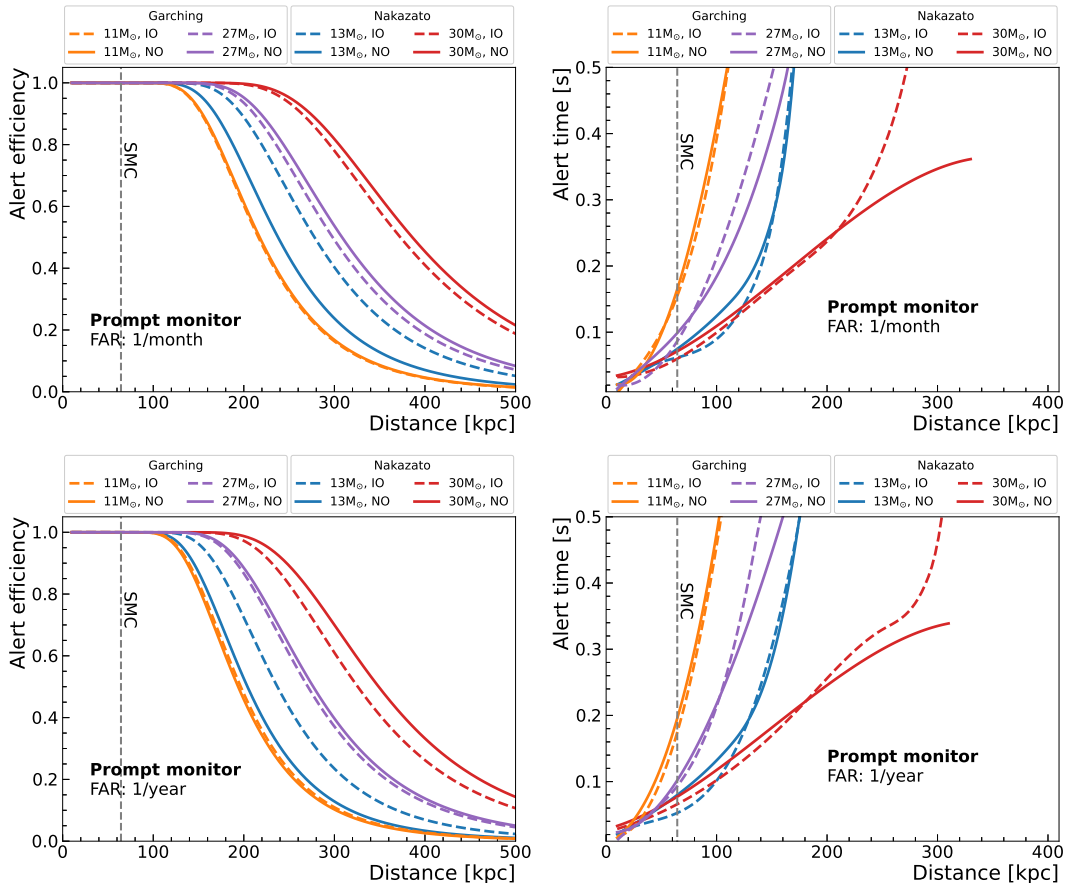 Garching
11M⊙, IO
27M⊙, IO
11M⊙, NO
27M⊙, NO
Nakazato
13M⊙, IO
30M⊙, IO
13M⊙, NO
30M⊙, NO
Alert efficiency
1.0
0.8
0.6
0.4
0.2
0.0
SMC
Prompt monitor
FAR: 1/month
0
100
200
300
400
500
Distance [kpc]
Garching
11M⊙, IO
27M⊙, IO
11M⊙, NO
27M⊙, NO
Nakazato
13M⊙, IO
30M⊙, IO
13M⊙, NO
30M⊙, NO
Alert time [s]
0.5
0.4
0.3
0.2
0.1
SMC
Prompt monitor
FAR: 1/month
0
100
200
300
400
Distance [kpc]
Garching
11M⊙, IO
27M⊙, IO
11M⊙, NO
27M⊙, NO
Nakazato
13M⊙, IO
30M⊙, IO
13M⊙, NO
30M⊙, NO
Alert efficiency
1.0
0.8
0.6
0.4
0.2
0.0
SMC
Prompt monitor
FAR: 1/year
0
100
200
300
400
500
Distance [kpc]
Garching
11M⊙, IO
27M⊙, IO
11M⊙, NO
27M⊙, NO
Nakazato
13M⊙, IO
30M⊙, IO
13M⊙, NO
30M⊙, NO
Alert time [s]
0.5
0.4
0.3
0.2
0.1
SMC
Prompt monitor
FAR: 1/year
0
100
200
300
400
Distance [kpc]